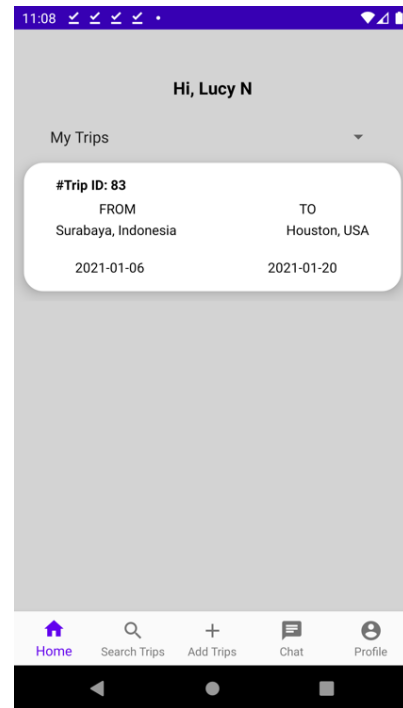 11:08
Hi, Lucy N
My Trips
#Trip ID: 83
FROM TO
Surabaya, Indonesia Houston, USA
2021-01-06 2021-01-20
Home Search Trips Add Trips Chat Profile